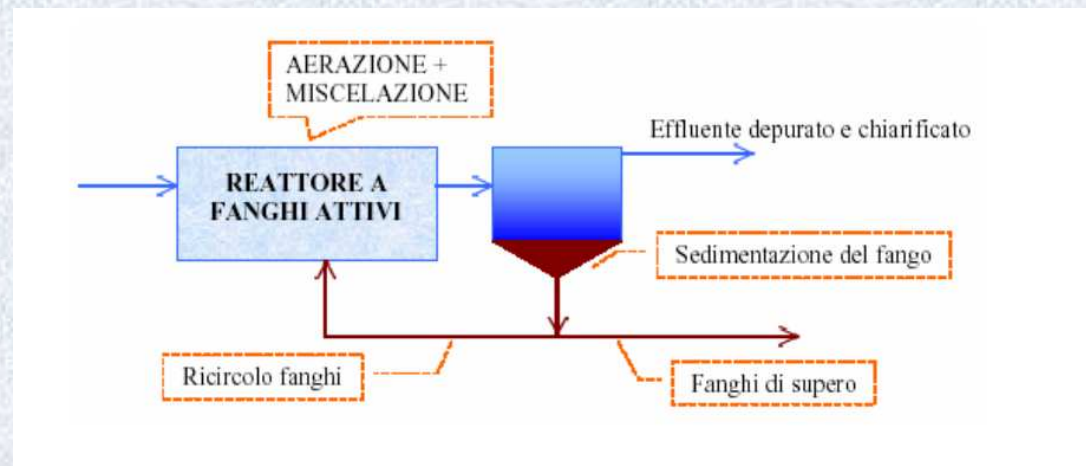 AERAZIONE +
MISCELAZIONE
Effluente depurato e chiarificato
REATTORE A
FANGHI ATTIVI
Sedimentazione del fango
Ricircolo fanghi
Fanghi di supero